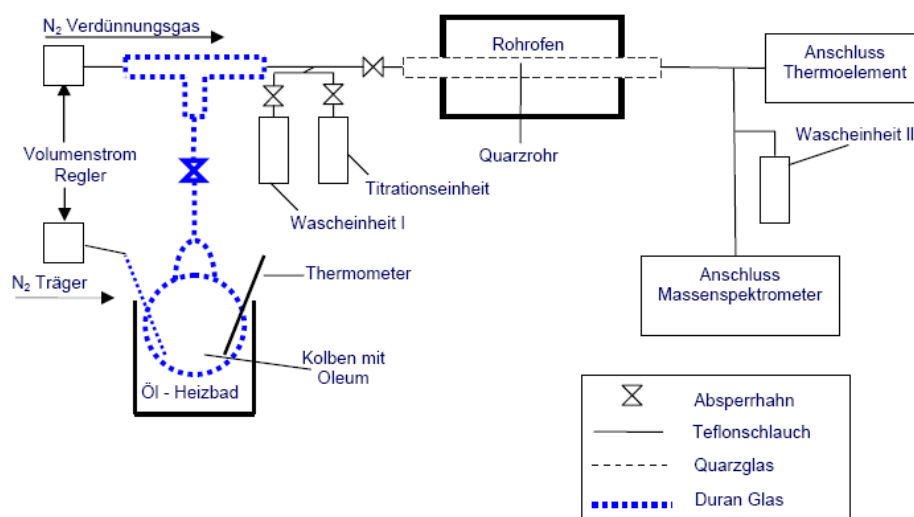 N₂ Verdünnungsgas
Rohrofen
Anschluss
Thermoelement
Volumenstrom
Regler
Quarzrohr
Titrationseinheit
Wascheinheit I
Wascheinheit II
N₂ Träger
Thermometer
Anschluss
Massenspektrometer
Kolben mit
Oleum
Öl - Heizbad
Absperrhahn
Teflonschlauch
Quarzglas
Duran Glas